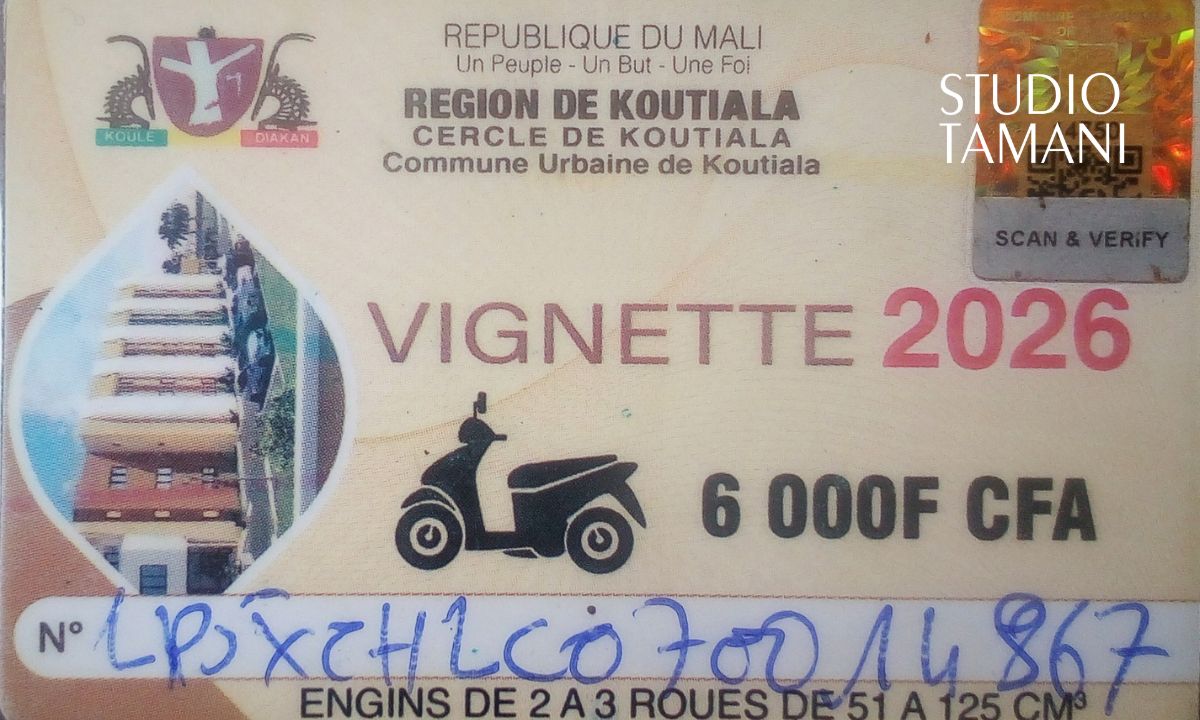 REPUBLIQUE DU MALI
Un Peuple - Un But - Une Foi
REGION DE KOUTIALA
CERCLE DE KOUTIALA
Commune Urbaine de Koutiala
KOULE
DIAKAN
STUDIO
TAMANI
SCAN & VERIFY
VIGNETTE 2026
6 000F CFA
N°
ENGINS DE 2 A 3 ROUES DE 51 A 125 CM³